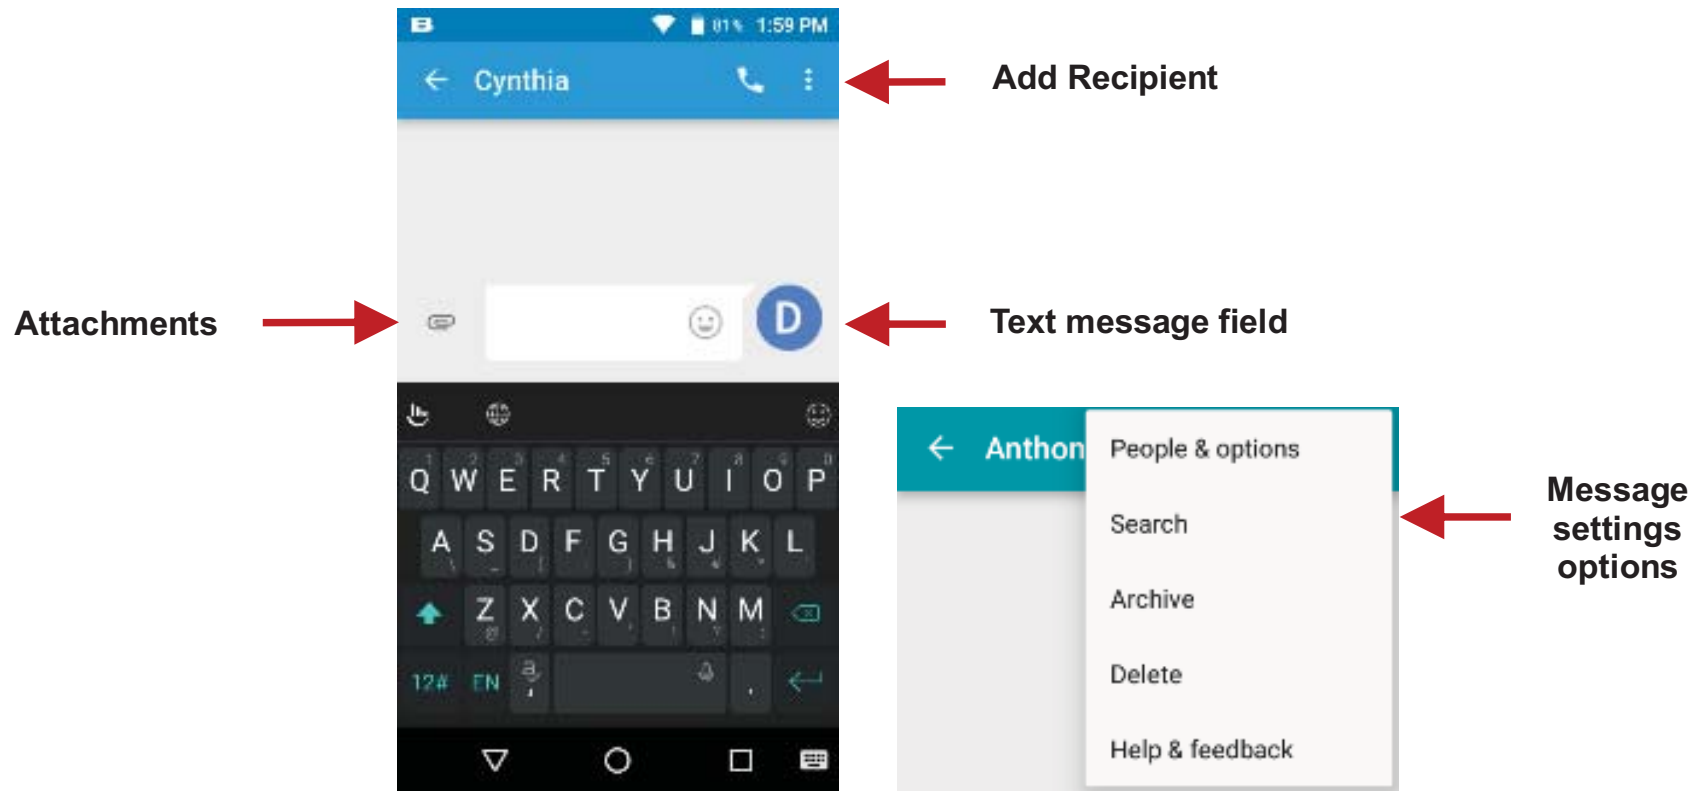 81% 1:59 PM
Cynthia
Add Recipient
Attachments
D
Text message field
Q W E R T Y U I O P
A S D F G H J K L
Z X C V B N M
12# EN ,
Anthon
People & options
Search
Archive
Delete
Help & feedback
Message
settings
options